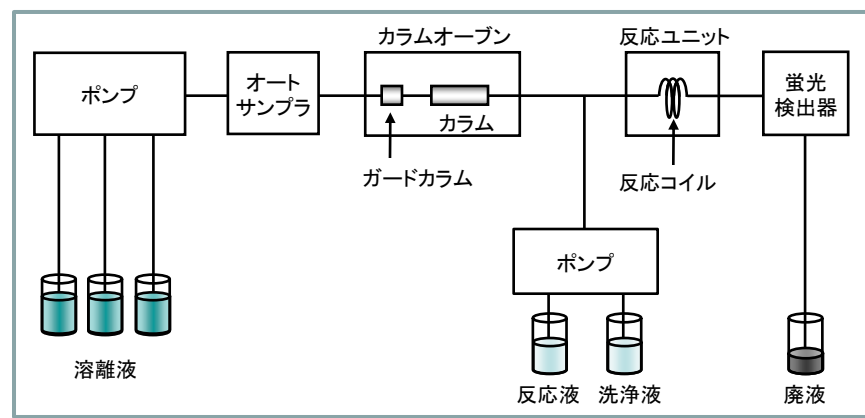 カラムオーブン
反応ユニット
ポンプ
オート
サンプラ
カラム
ガードカラム
反応コイル
蛍光
検出器
ポンプ
溶離液
反応液
洗浄液
廃液